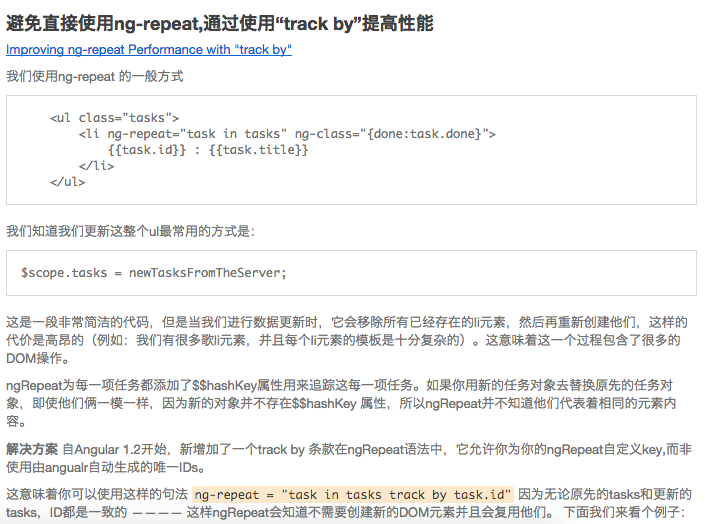 避免直接使用ng-repeat,通过使用“track by”提高性能
Improving ng-repeat Performance with "track by"
我们使用ng-repeat 的一般方式
<ul class="tasks">
<li ng-repeat="task in tasks" ng-class="{done:task.done}">
{{task.id}} : {{task.title}}
</li>
</ul>
我们知道我们更新这整个ul最常用的方式是：
$scope.tasks = newTasksFromTheServer;
这是一段非常简洁的代码，但是当我们进行数据更新时，它会移除所有已经存在的li元素，然后再重新创建他们，这样的
代价是高昂的（例如：我们有很多歌li元素，并且每个li元素的模板是十分复杂的）。这意味着这一个过程包含了很多的
DOM操作。
ngRepeat为每一项任务都添加了$$hashKey属性用来追踪这每一项任务。如果你用新的任务对象去替换原先的任务对
象，即使他们俩一模一样，因为新的对象并不存在$$hashKey 属性，所以ngRepeat并不知道他们代表着相同的元素内
容。
解决方案 自Angular 1.2开始，新增加了一个track by 条款在ngRepeat语法中，它允许你为你的ngRepeat自定义key,而非
使用由angualr自动生成的唯一IDs。
这意味着你可以使用这样的句法 ng-repeat = "task in tasks track by task.id" 因为无论原先的tasks和更新的
tasks，ID都是一致的 ———— 这样ngRepeat会知道不需要创建新的DOM元素并且会复用他们。 下面我们来看个例子：